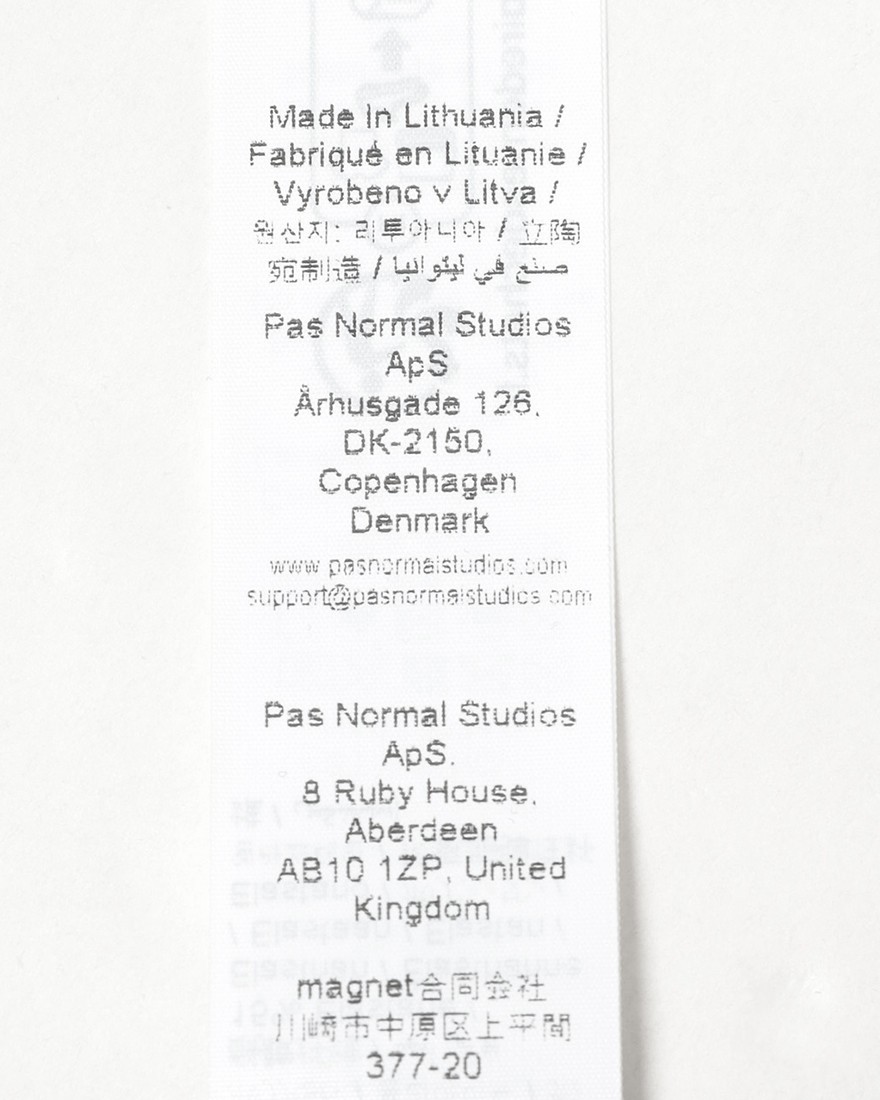 Made In Lithuania /
Fabriqué en Lituanie /
Vyrobeno v Litva /
원산지: 리투아니아 / 立陶
宛制造 / صنع في ليتوانيا
Pas Normal Studios
ApS
Århusgade 126,
DK-2150,
Copenhagen
Denmark
www.pasnormalstudios.com
support@pasnormalstudios.com
Pas Normal Studios
ApS.
8 Ruby House,
Aberdeen
AB10 1ZP, United
Kingdom
magnet合同会社
川崎市中原区上平間
377-20